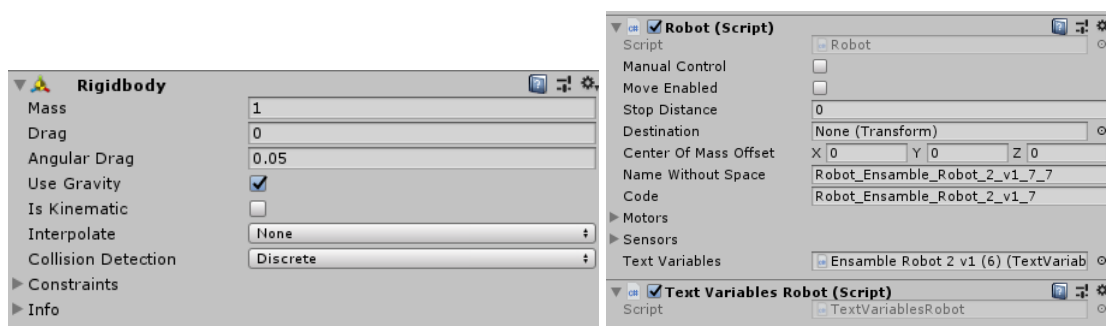 Rigidbody
Mass 1
Drag 0
Angular Drag 0.05
Use Gravity
Is Kinematic
Interpolate None
Collision Detection Discrete
Constraints
Info
Robot (Script)
Script Robot
Manual Control
Move Enabled
Stop Distance 0
Destination None (Transform)
Center Of Mass Offset X 0 Y 0 Z 0
Name Without Space Robot_Ensamble_Robot_2_v1_7_7
Code Robot_Ensamble_Robot_2_v1_7
Motors
Sensors
Text Variables Ensamble Robot 2 v1 (6) (TextVariab
Text Variables Robot (Script)
Script TextVariablesRobot